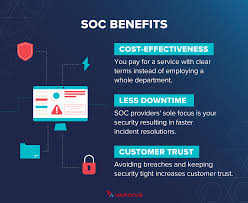 SOC BENEFITS
COST-EFFECTIVENESS
You pay for a service with clear
terms instead of employing a
whole department.
LESS DOWNTIME
SOC providers' sole focus is your
security resulting in faster
incident resolutions.
CUSTOMER TRUST
Avoiding breaches and keeping
security tight increases customer trust.
VARONIS